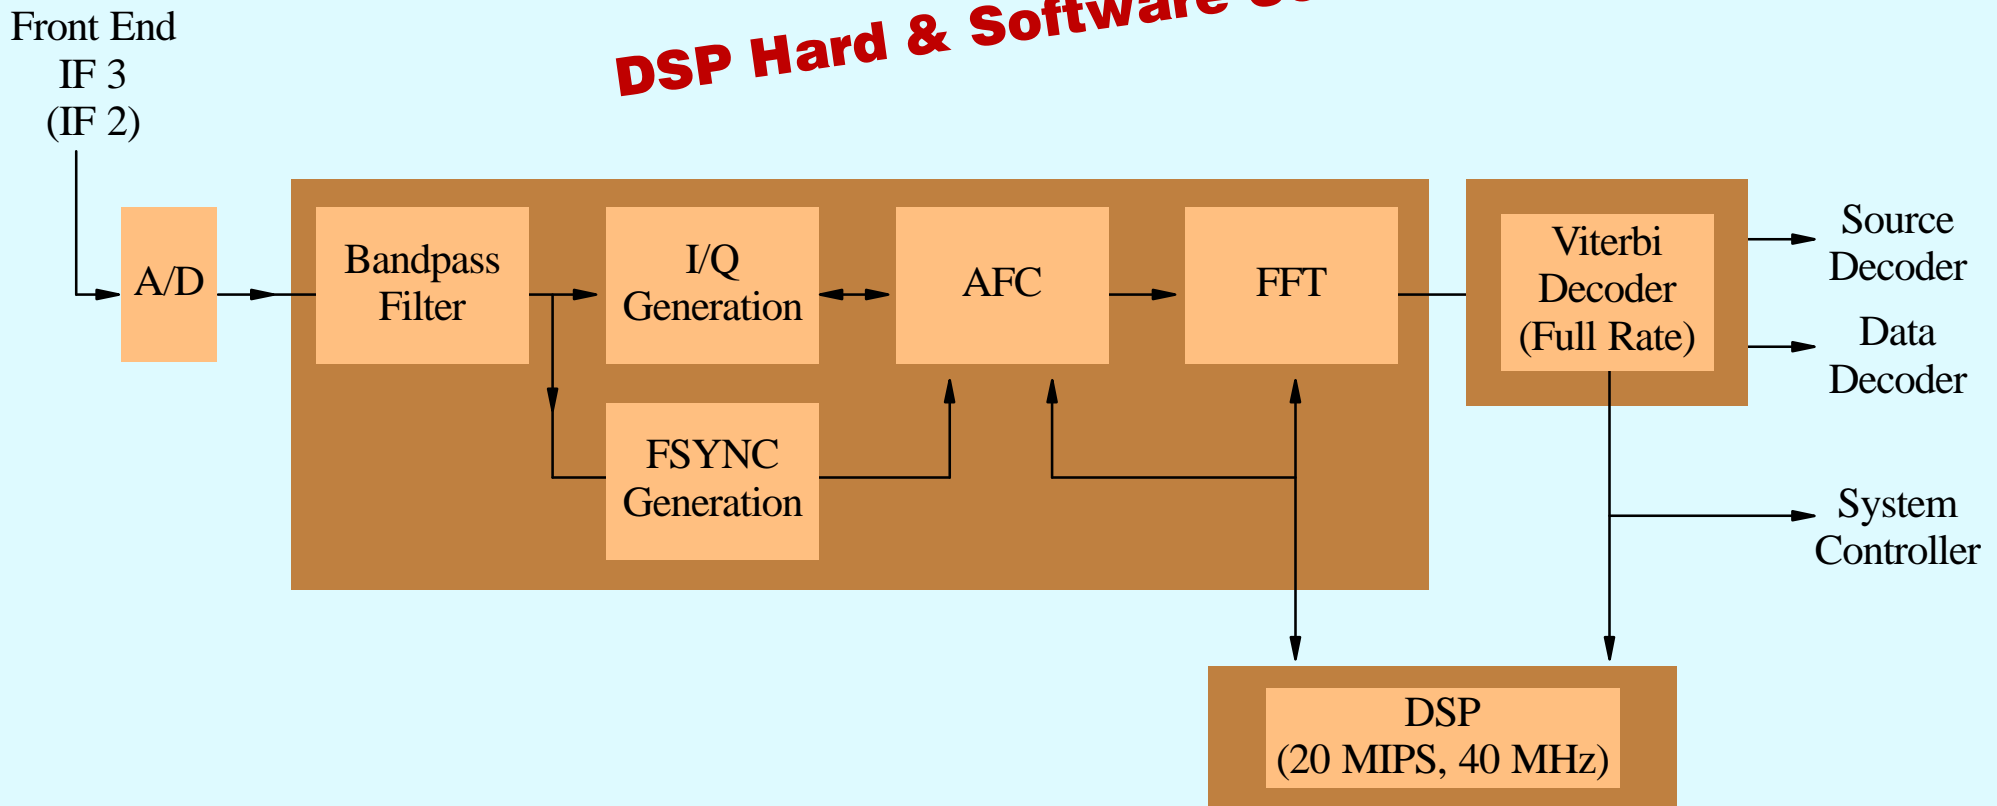 DSP Hard & Software
Front End
IF 3
(IF 2)
A/D
Bandpass
Filter
I/Q
Generation
AFC
FFT
Viterbi
Decoder
(Full Rate)
Source
Decoder
Data
Decoder
FSYNC
Generation
System
Controller
DSP
(20 MIPS, 40 MHz)